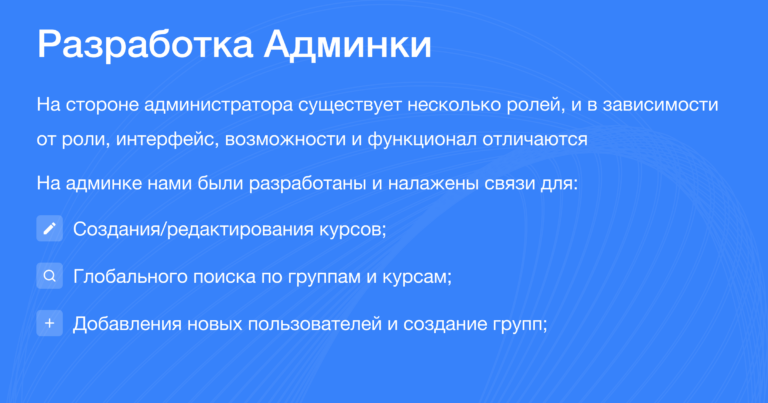 Разработка Админки
На стороне администратора существует несколько ролей, и в зависимости
от роли, интерфейс, возможности и функционал отличаются
На админке нами были разработаны и налажены связи для:
Создания/редактирования курсов;
Глобального поиска по группам и курсам;
Добавления новых пользователей и создание групп;